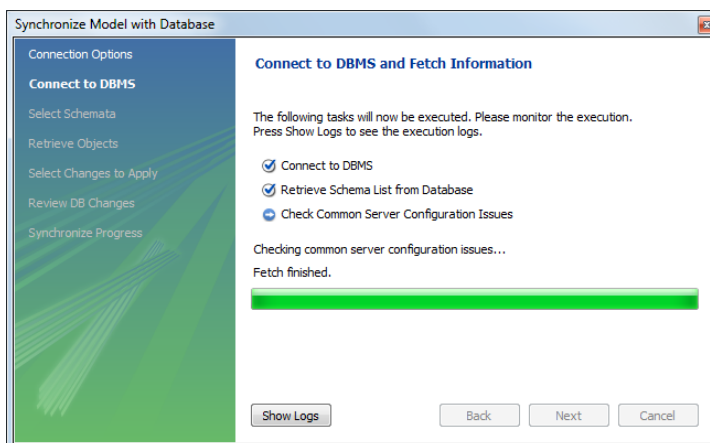 Synchronize Model with Database
Connection Options
Connect to DBMS
Select Schemata
Retrieve Objects
Select Changes to Apply
Review DB Changes
Synchronize Progress
Connect to DBMS and Fetch Information
The following tasks will now be executed. Please monitor the execution.
Press Show Logs to see the execution logs.
Connect to DBMS
Retrieve Schema List from Database
Check Common Server Configuration Issues
Checking common server configuration issues...
Fetch finished.
Show Logs
Back
Next
Cancel